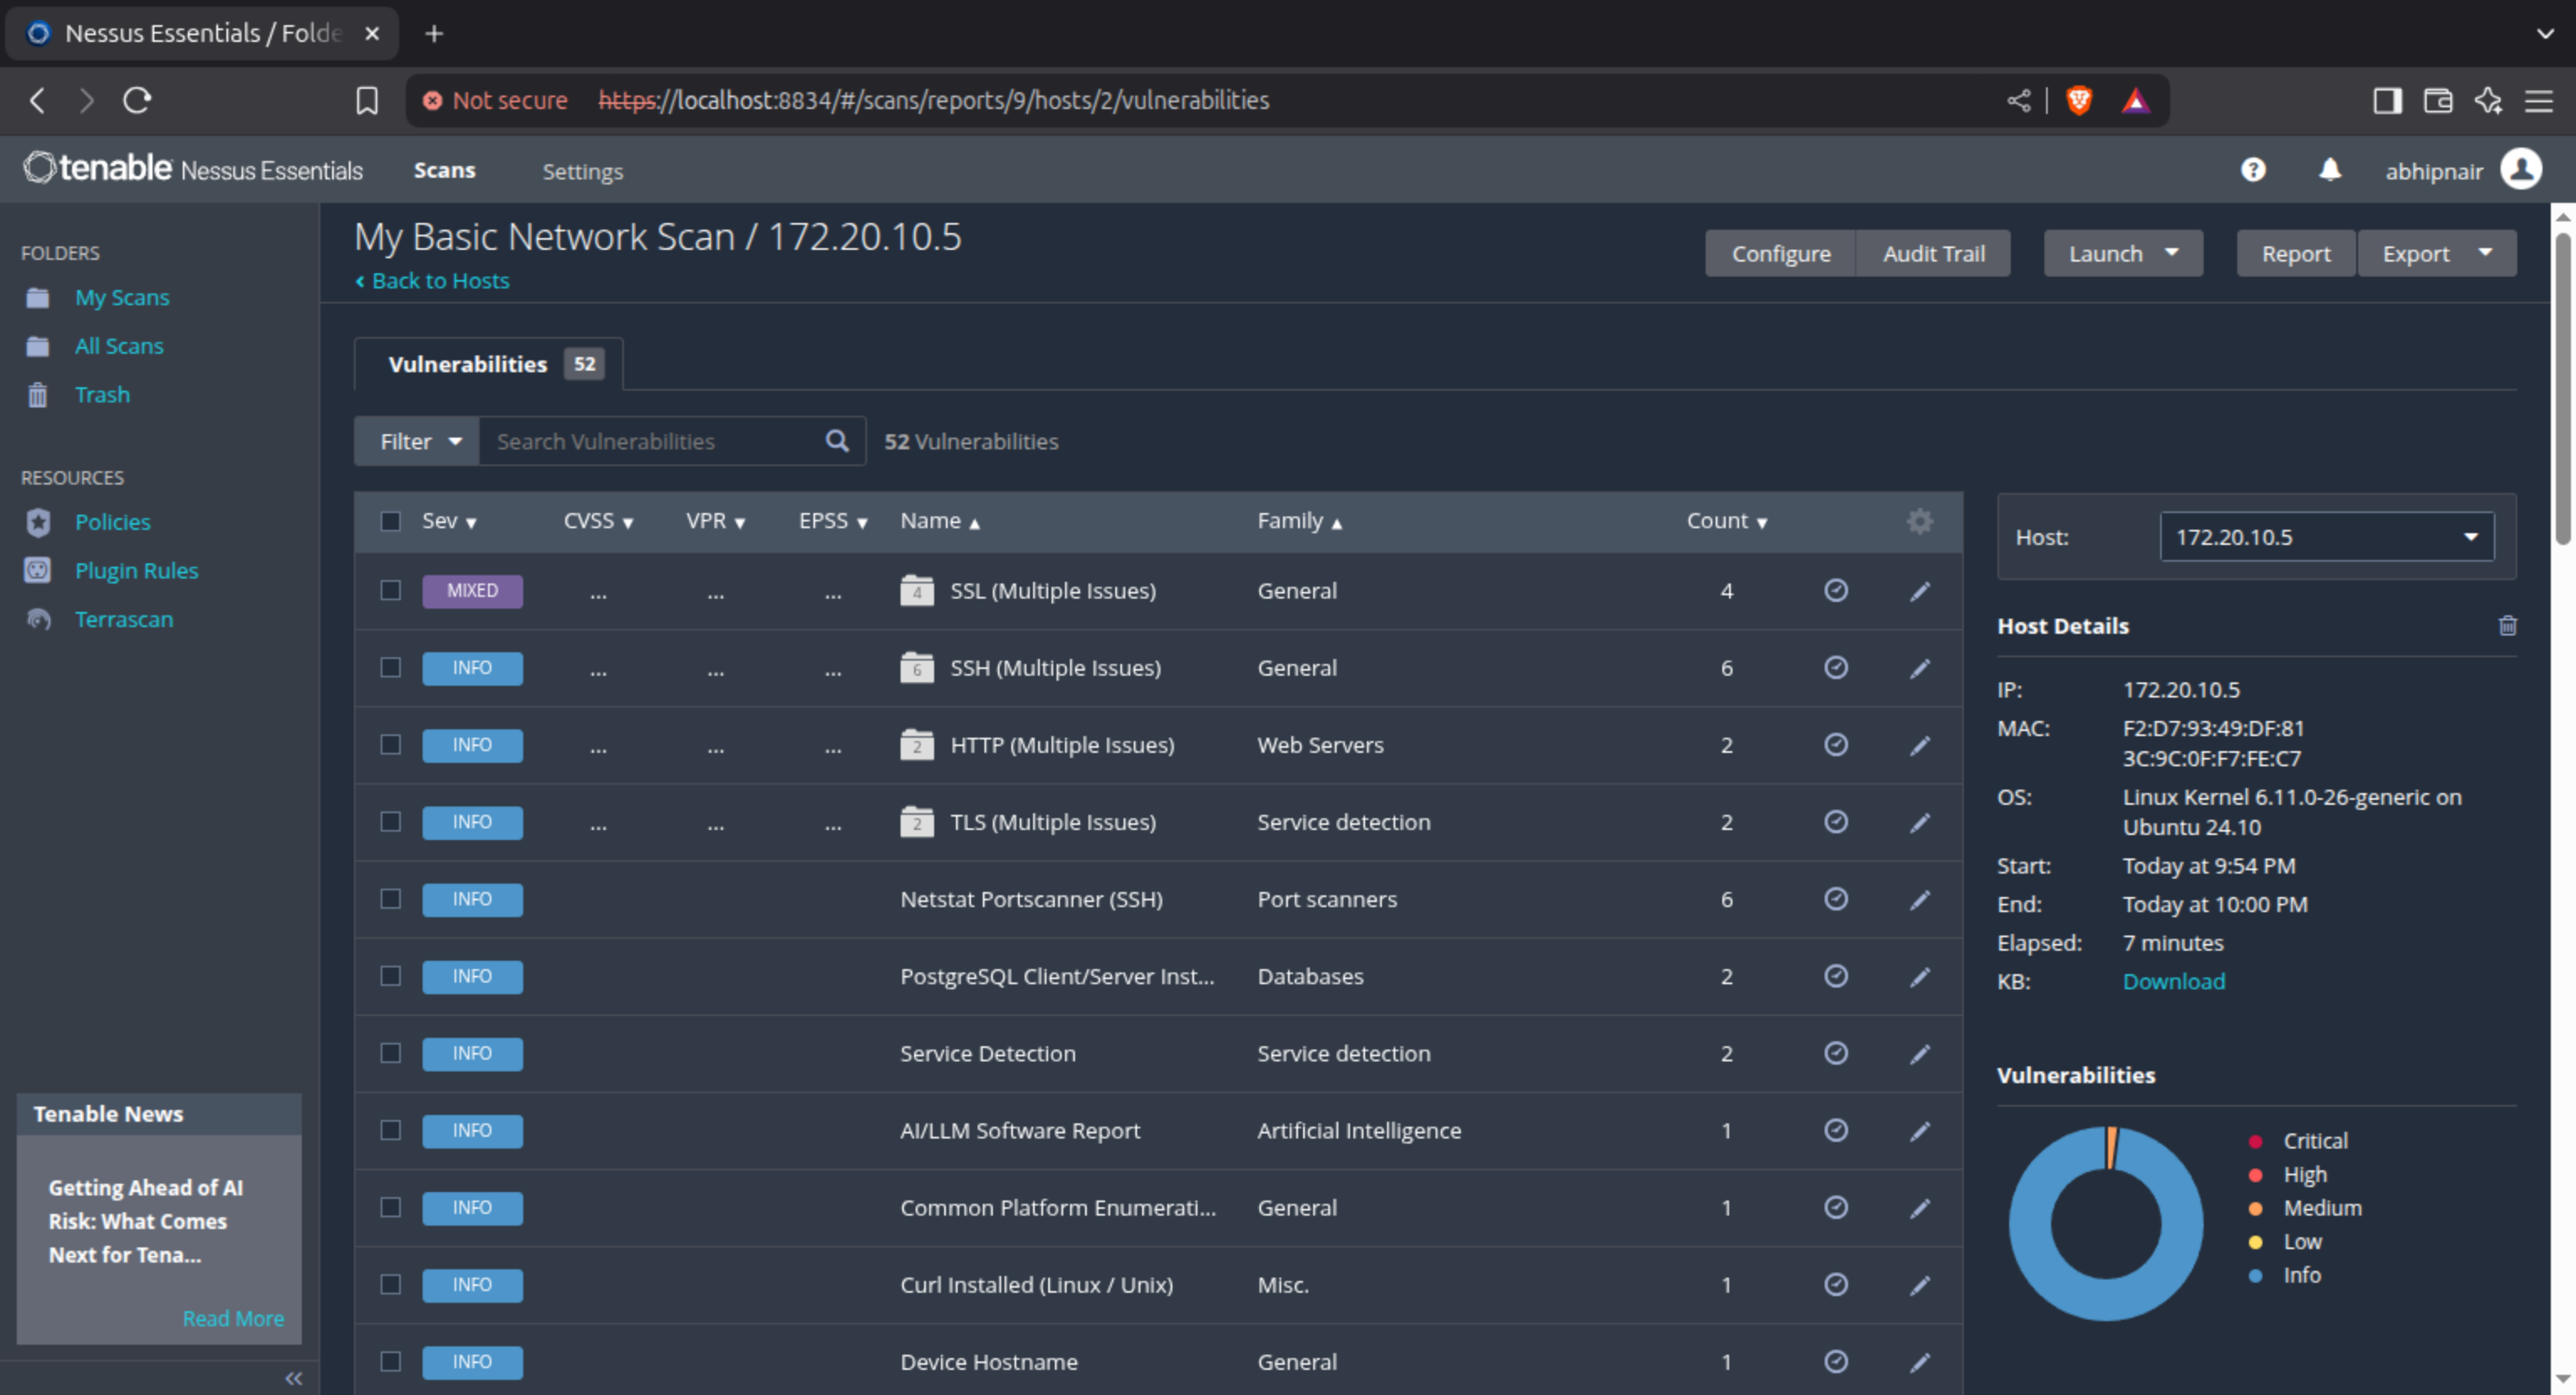 Nessus Essentials / Folde
Not secure https://localhost:8834/#/scans/reports/9/hosts/2/vulnerabilities
tenable Nessus Essentials Scans Settings abhipnair
FOLDERS
My Scans
All Scans
Trash
RESOURCES
Policies
Plugin Rules
Terrascan
Tenable News
Getting Ahead of AI
Risk: What Comes
Next for Tena...
Read More
My Basic Network Scan / 172.20.10.5
Back to Hosts
Configure Audit Trail Launch Report Export
Vulnerabilities 52
Filter Search Vulnerabilities 52 Vulnerabilities
Sev CVSS VPR EPSS Name Family Count
MIXED ... ... ... 4 SSL (Multiple Issues) General 4
INFO ... ... ... 6 SSH (Multiple Issues) General 6
INFO ... ... ... 2 HTTP (Multiple Issues) Web Servers 2
INFO ... ... ... 2 TLS (Multiple Issues) Service detection 2
INFO Netstat Portscanner (SSH) Port scanners 6
INFO PostgreSQL Client/Server Inst... Databases 2
INFO Service Detection Service detection 2
INFO AI/LLM Software Report Artificial Intelligence 1
INFO Common Platform Enumerati... General 1
INFO Curl Installed (Linux / Unix) Misc. 1
INFO Device Hostname General 1
Host: 172.20.10.5
Host Details
IP: 172.20.10.5
MAC: F2:D7:93:49:DF:81
3C:9C:0F:F7:FE:C7
OS: Linux Kernel 6.11.0-26-generic on
Ubuntu 24.10
Start: Today at 9:54 PM
End: Today at 10:00 PM
Elapsed: 7 minutes
KB: Download
Vulnerabilities
Critical
High
Medium
Low
Info